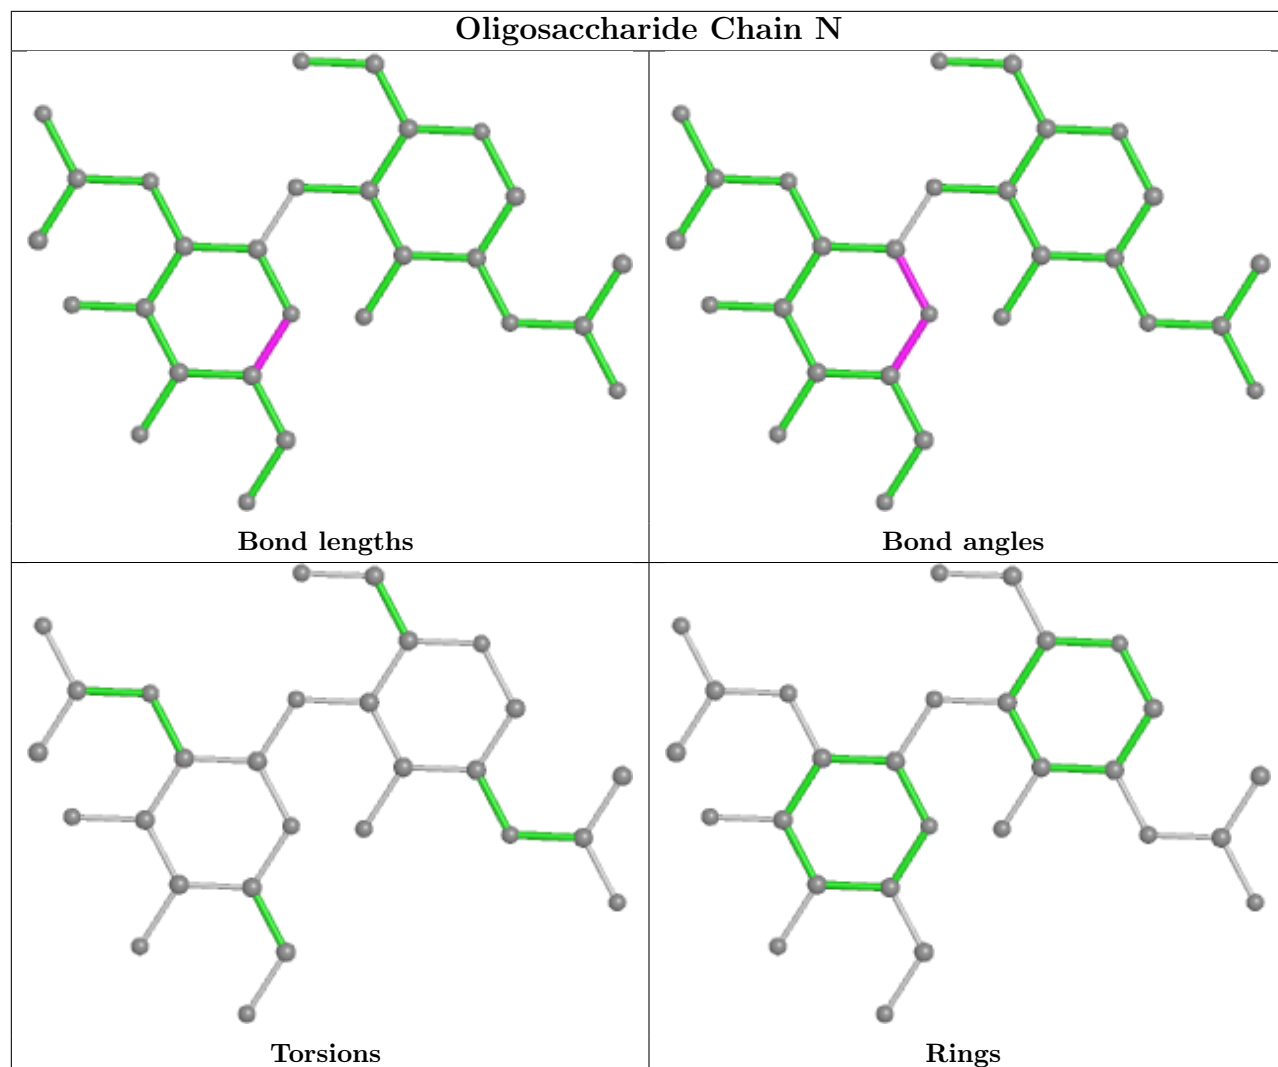 Oligosaccharide Chain N
Bond lengths
Bond angles
Torsions
Rings